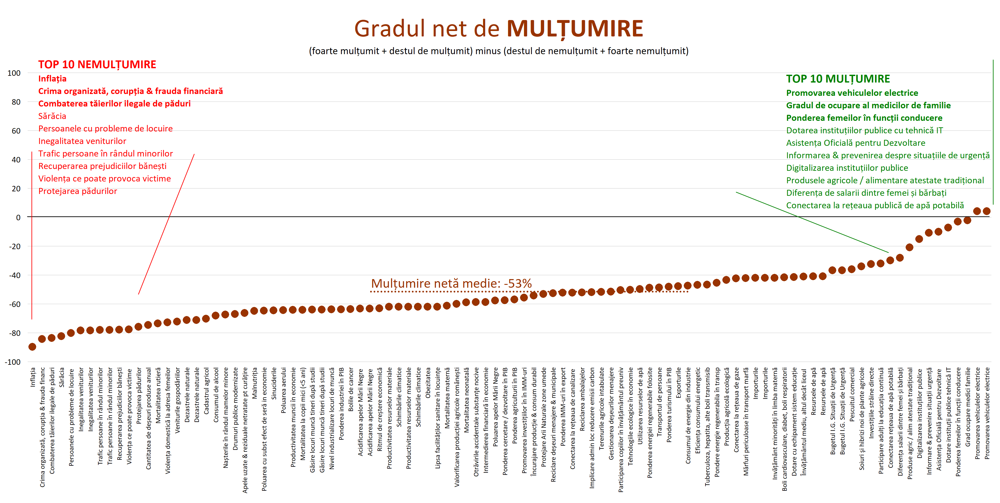 Gradul net de MULȚUMIRE
(foarte mulțumit + destul de mulțumit) minus (destul de nemulțumit + foarte nemulțumit)
TOP 10 NEMULȚUMIRE
Inflația
Crima organizată, corupția & frauda financiară
Combaterea tăierilor ilegale de păduri
Sărăcia
Persoanele cu probleme de locuire
Inegalitatea veniturilor
Trafic persoane în rândul minorilor
Recuperarea prejudiciilor bănești
Violența ce poate provoca victime
Protejarea pădurilor
TOP 10 MULȚUMIRE
Promovarea vehiculelor electrice
Gradul de ocupare al medicilor de familie
Ponderea femeilor în funcții conducere
Dotarea instituțiilor publice cu tehnică IT
Asistența Oficială pentru Dezvoltare
Informarea & prevenirea despre situațiile de urgență
Digitalizarea instituțiilor publice
Produsele agricole / alimentare atestate tradițional
Diferența de salarii dintre femei și bărbați
Conectarea la rețeaua publică de apă potabilă
100
80
60
40
20
0
-20
-40
-60
-80
-100
Mulțumire netă medie: -53%
Inflația
Crima organizată, corupția & frauda financ
Combaterea tăierilor ilegale de păduri
Sărăcia
Persoanele cu probleme de locuire
Inegalitatea veniturilor
Inegalitatea veniturilor
Trafic persoane în rândul minorilor
Trafic persoane în rândul minorilor
Recuperarea prejudiciilor bănești
Violența ce poate provoca victime
Protejarea pădurilor
Cantitatea de deșeuri produse anual
Mortalitatea rutieră
Violența domestică la adresa femeilor
Veniturile gospodăriilor
Dezastrele naturale
Dezastrele naturale
Cadastrul agricol
Consumul de alcool
Nașterile în rândul mamelor minore
Drumuri publice modernizate
Apele uzate & reziduale netratate pt curățire
Malnutriția
Poluarea cu subst efect de seră in economie
Sinuciderile
Poluarea aerului
Productivitatea muncii în economie
Mortalitatea la copii mici (<5 ani)
Găsire locuri muncă tineri după studii
Găsire locuri muncă tineri după studii
Nivel industrializare locuri de muncă
Ponderea industriei în PIB
Boliile de cancer
Acidificarea apelor Mării Negre
Acidificarea apelor Mării Negre
Ritmul de creștere economică
Productivitatea resurselor materiale
Schimbările climatice
Productivitatea resurselor materiale
Schimbările climatice
Obezitatea
Lipsa facilităților sanitare în locuințe
Mortalitatea maternă
Valorificarea producției agricole românești
Mortalitatea neonatală
Otrăvirile accidentale substanțe nocive
Intermedierea financiară în economie
Poluarea apelor Mării Negre
Ponderea cercetare / dezvoltare în PIB
Ponderea agriculturii în PIB
Promovarea investițiilor în în IMM-uri
Încurajare producție & consum durabil
Protejare Arii Naturale zone umede
Reciclare deșeuri menajere & municipale
Ponderea IMM-uri în export
Conectarea la rețeaua de canalizare
Reciclarea ambalajelor
Implicare admin loc reducere emisii carbon
Terenurile agricole intabulate
Gestionarea deșeurilor menajere
Participarea copiilor în învățământul preuniv
Tehnologiile ecologice în economie
Utilizarea resurselor de apă
Ponderea energiei regenerabile folosite
Transportul de persoane
Ponderea turismului în PIB
Exporturile
Consumul de energie din industrie
Eficiența consumului energetic
Tuberculoza, hepatita, alte boli transmisib
Pondere energie regenerabila în transp
Producția agricolă ecologică
Conectarea la rețeaua de gaze
Mărfuri periculoase în transport marfă
Importurile
Importurile
Invățământ minorități în limba maternă
Boli cardiovasculare, diabet, boli respiratorii
Dotare cu echipament sistem educație
Învățământul mediu, altul decât liceul
Resursele de apă
Resursele de apă
Bugetul I.G. Situații de Urgență
Bugetul I.G. Situații de Urgență
Pescuitul comercial
Soiuri și hibrizi noi de plante agricole
Investițiile străine directe
Participare adulți la educația continuă
Conectarea rețeaua de apă potabilă
Diferența salarii dintre femei și bărbați
Produse agric / alim atestate tradițional
Digitalizarea instituțiilor publice
Informare & prevenire situații urgență
Asistența Oficială pentru Dezvoltare
Dotare instituții publice tehnică IT
Ponderea femeilor în funcții conducere
Grad ocupare medici familie
Promovarea vehiculelor electrice
Promovarea vehiculelor electrice